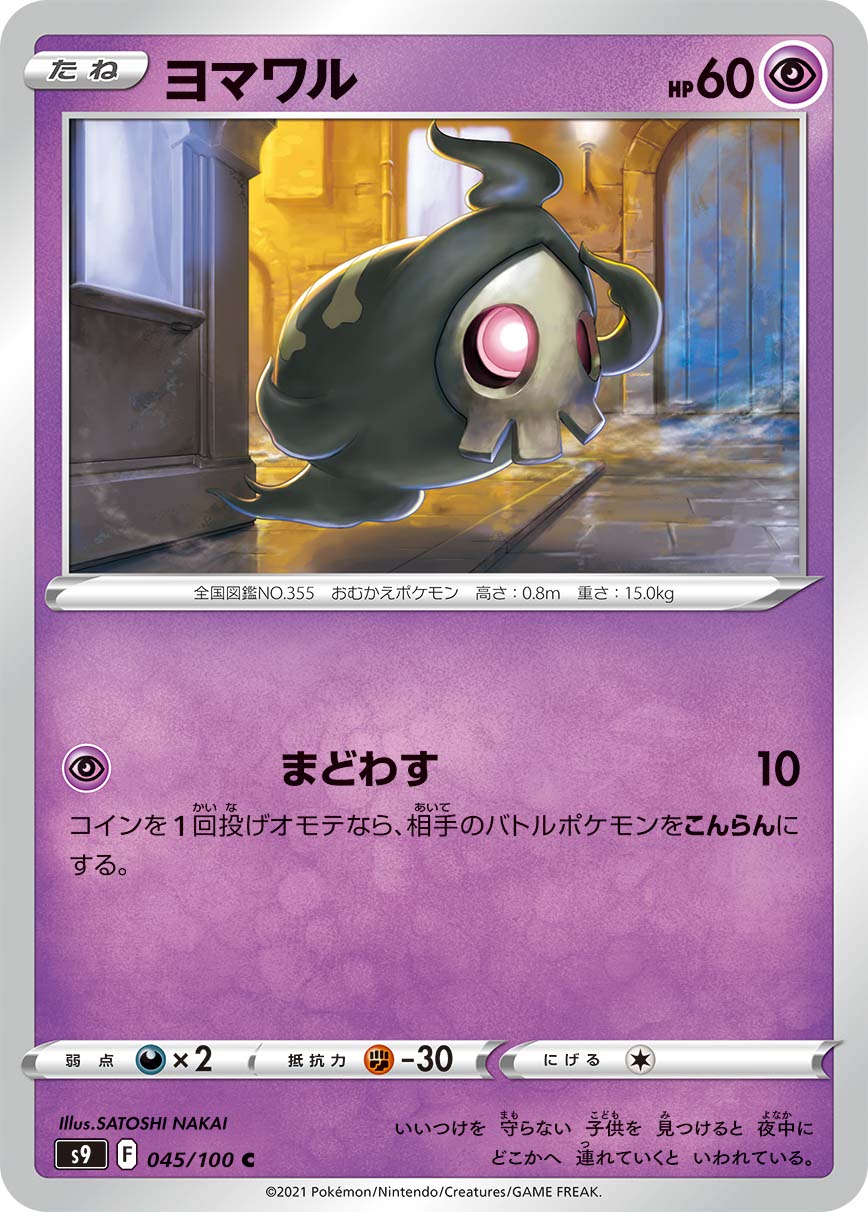 たね ヨマワル HP60
全国図鑑NO.355 おむかえポケモン 高さ：0.8m 重さ：15.0kg
まどわす 10
コインを1回投げオモテなら、相手のバトルポケモンをこんらんに
する。
弱点 ×2 抵抗力 -30 にげる
Illus.SATOSHI NAKAI
いいつけを 守らない 子供を 見つけると 夜中に
どこかへ 連れていくと いわれている。
s9 F 045/100 C
©2021 Pokémon/Nintendo/Creatures/GAME FREAK.